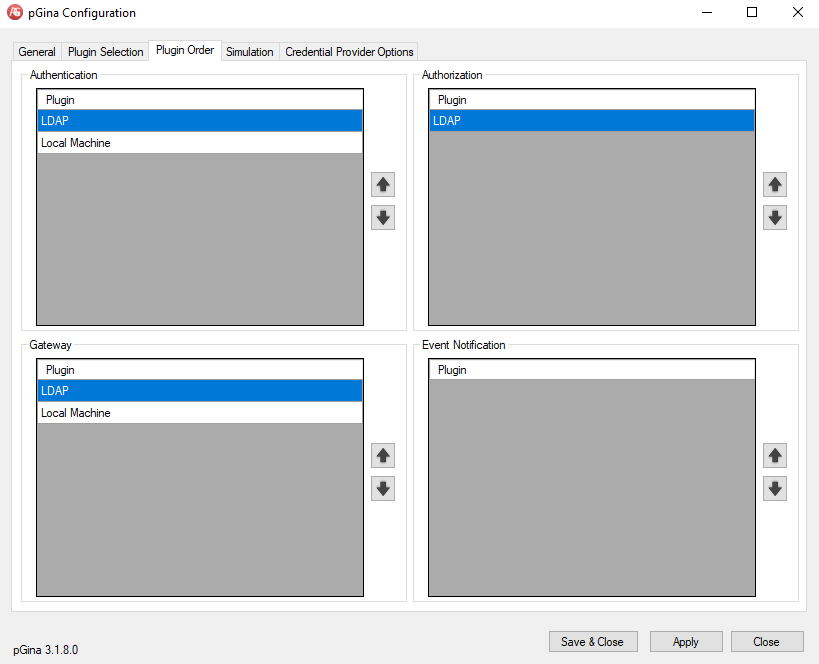 pGina Configuration
General Plugin Selection Plugin Order Simulation Credential Provider Options
Authentication
Plugin
LDAP
Local Machine
Authorization
Plugin
LDAP
Gateway
Plugin
LDAP
Local Machine
Event Notification
Plugin
pGina 3.1.8.0
Save & Close Apply Close